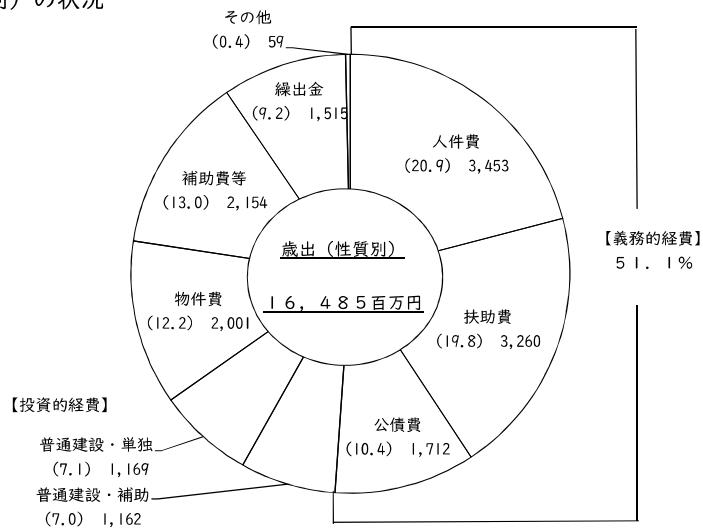 の状況
その他
(0.4) 59
繰出金
(9.2) 1,515
人件費
(20.9) 3,453
補助費等
(13.0) 2,154
歳出（性質別）
１６，４８５百万円
【義務的経費】
５１．１％
物件費
(12.2) 2,001
扶助費
(19.8) 3,260
【投資的経費】
公債費
(10.4) 1,712
普通建設・単独
(7.1) 1,169
普通建設・補助
(7.0) 1,162